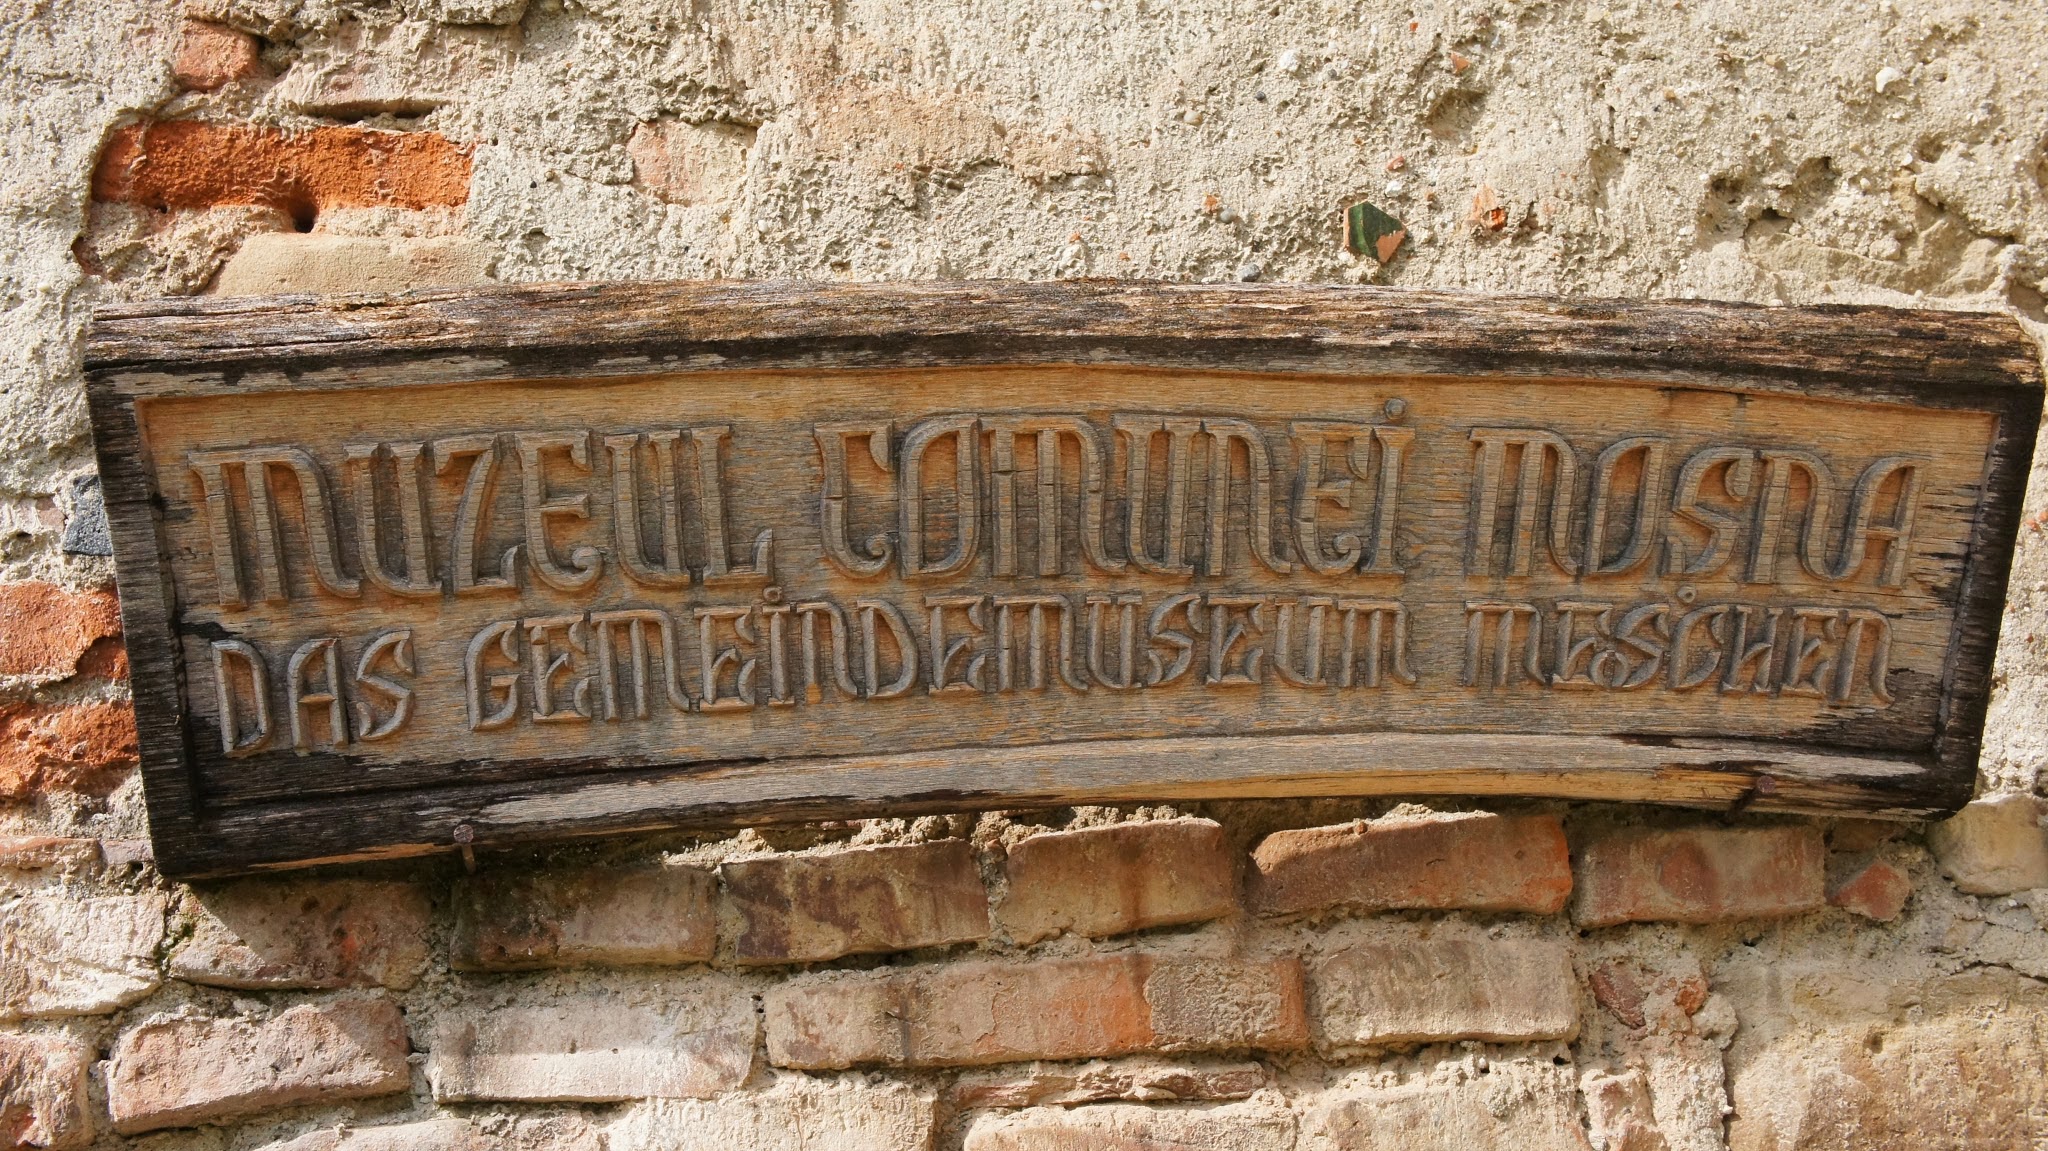 MUZEUL COMUNEI MOSNA
DAS GEMEINDEMUSEUM MESCHEN